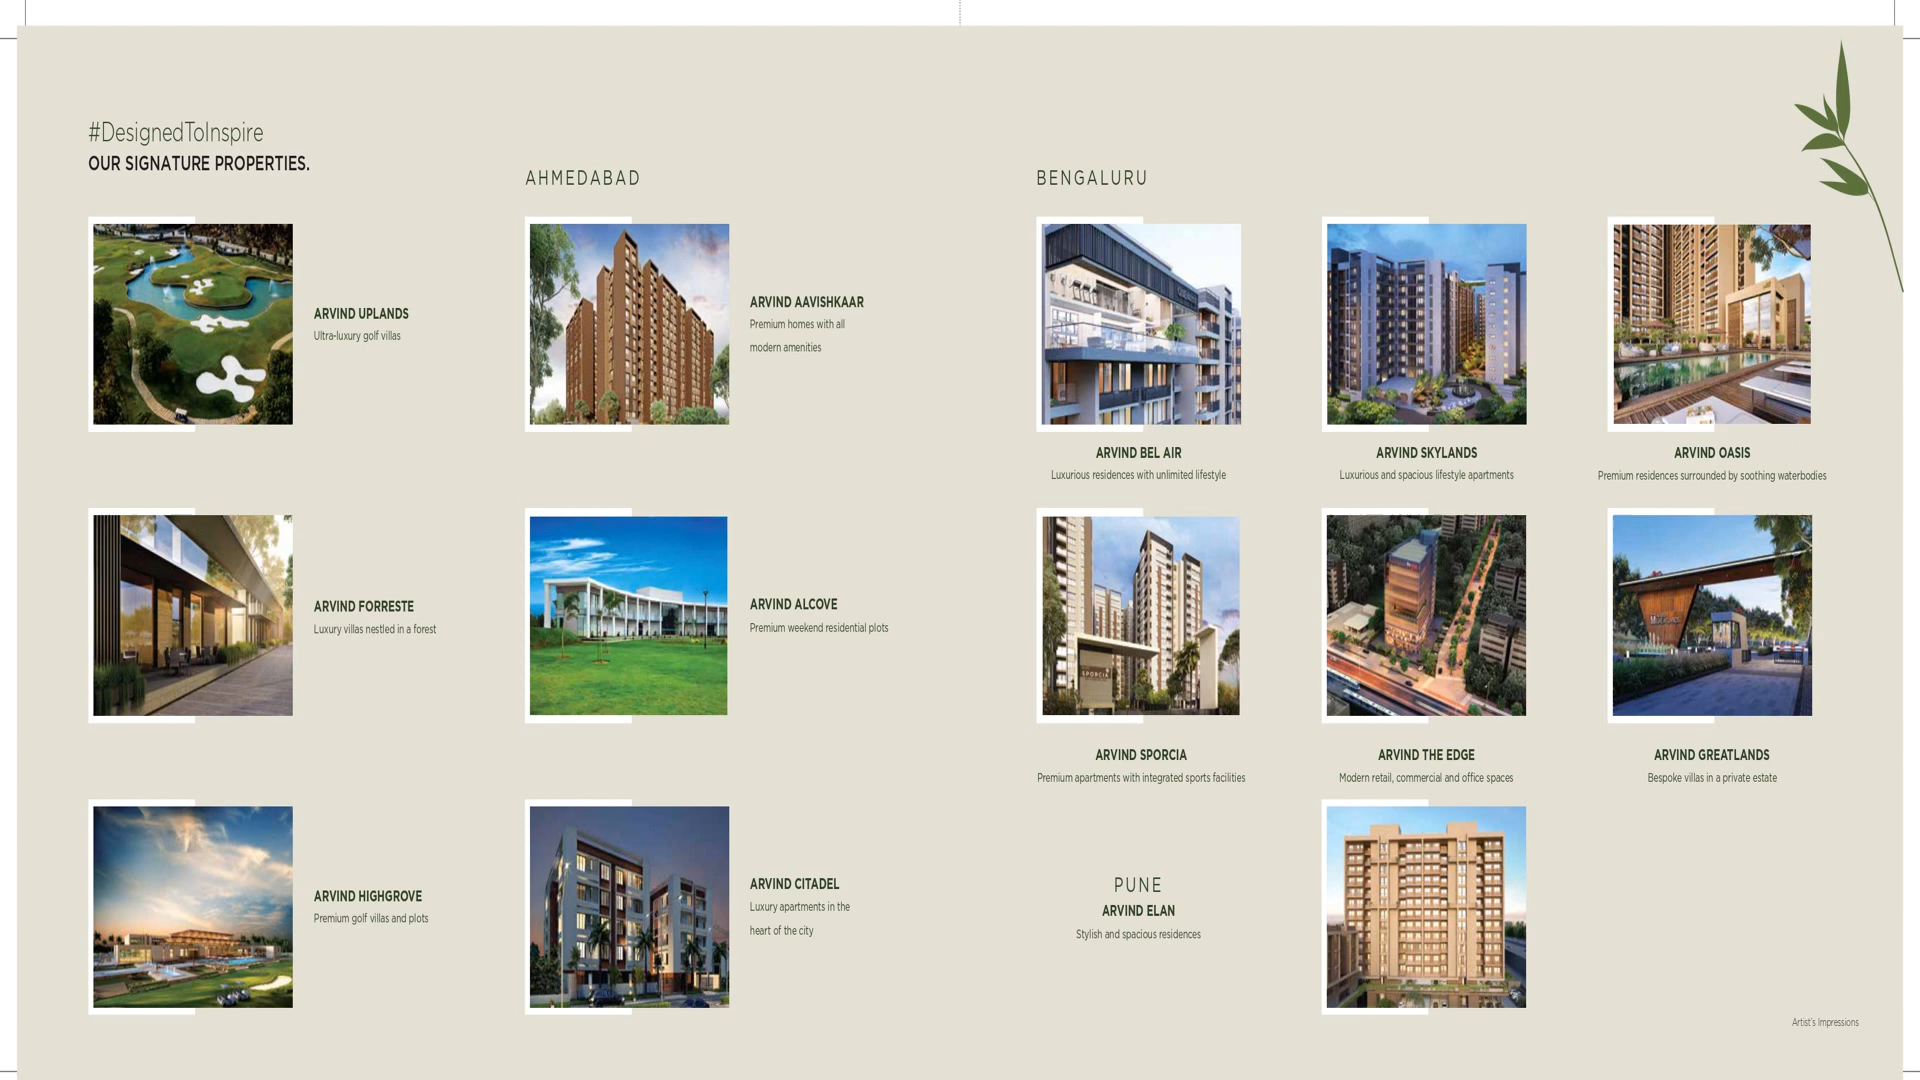 #DesignedToInspire
OUR SIGNATURE PROPERTIES.
AHMEDABAD
ARVIND UPLANDS
Ultra-luxury golf villas
ARVIND AAVISHKAAR
Premium homes with all
modern amenities
ARVIND FORRESTE
Luxury villas nestled in a forest
ARVIND ALCOVE
Premium weekend residential plots
ARVIND HIGHGROVE
Premium golf villas and plots
ARVIND CITADEL
Luxury apartments in the
heart of the city
BENGALURU
ARVIND BEL AIR
Luxurious residences with unlimited lifestyle
ARVIND SKYLANDS
Luxurious and spacious lifestyle apartments
ARVIND OASIS
Premium residences surrounded by soothing waterbodies
SPORCIA
ARVIND SPORCIA
Premium apartments with integrated sports facilities
ARVIND THE EDGE
Modern retail, commercial and office spaces
ARVIND GREATLANDS
Bespoke villas in a private estate
PUNE
ARVIND ELAN
Stylish and spacious residences
Artist's Impressions